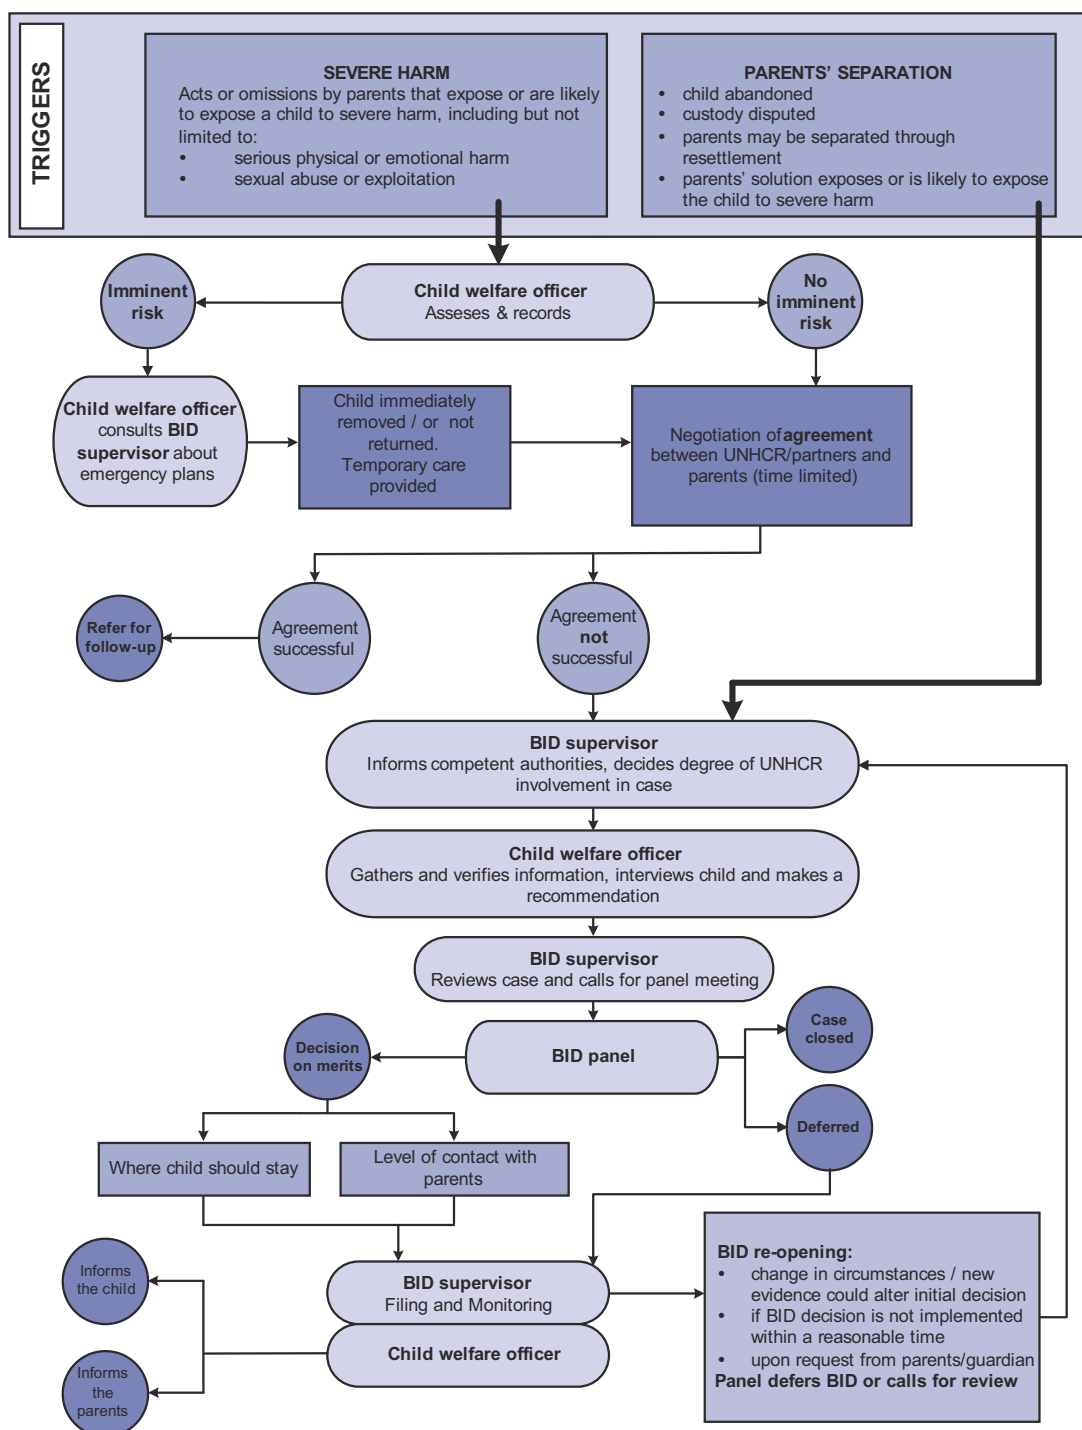 TRIGGERS
SEVERE HARM
Acts or omissions by parents that expose or are likely
to expose a child to severe harm, including but not
limited to:
• serious physical or emotional harm
• sexual abuse or exploitation
PARENTS’ SEPARATION
• child abandoned
• custody disputed
• parents may be separated through
resettlement
• parents’ solution exposes or is likely to expose
the child to severe harm
Imminent
risk
Child welfare officer
Asseses & records
No
imminent
risk
Child welfare officer
consults BID
supervisor about
emergency plans
Child immediately
removed / or not
returned.
Temporary care
provided
Negotiation of agreement
between UNHCR/partners and
parents (time limited)
Refer for
follow-up
Agreement
successful
Agreement
not
successful
BID supervisor
Informs competent authorities, decides degree of UNHCR
involvement in case
Child welfare officer
Gathers and verifies information, interviews child and makes a
recommendation
BID supervisor
Reviews case and calls for panel meeting
Decision
on merits
BID panel
Case
closed
Deferred
Where child should stay
Level of contact with
parents
Informs
the child
Informs
the
parents
BID supervisor
Filing and Monitoring
Child welfare officer
BID re-opening:
• change in circumstances / new
evidence could alter initial decision
• if BID decision is not implemented
within a reasonable time
• upon request from parents/guardian
Panel defers BID or calls for review